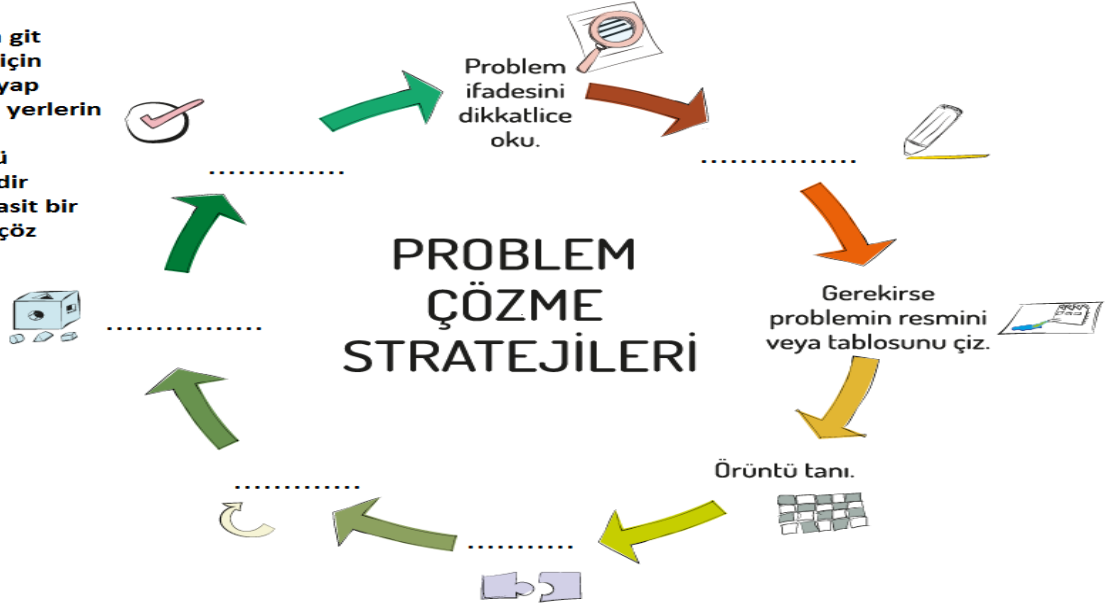 git
için
yap
yerlerin
dir
asit bir
çöz
Problem
ifadesini
dikkatlice
oku.
..............
..............
PROBLEM
ÇÖZME
STRATEJİLERİ
Gerekirse
problemin resmini
veya tablosunu çiz.
..............
Örüntü tanı.
.............
...........